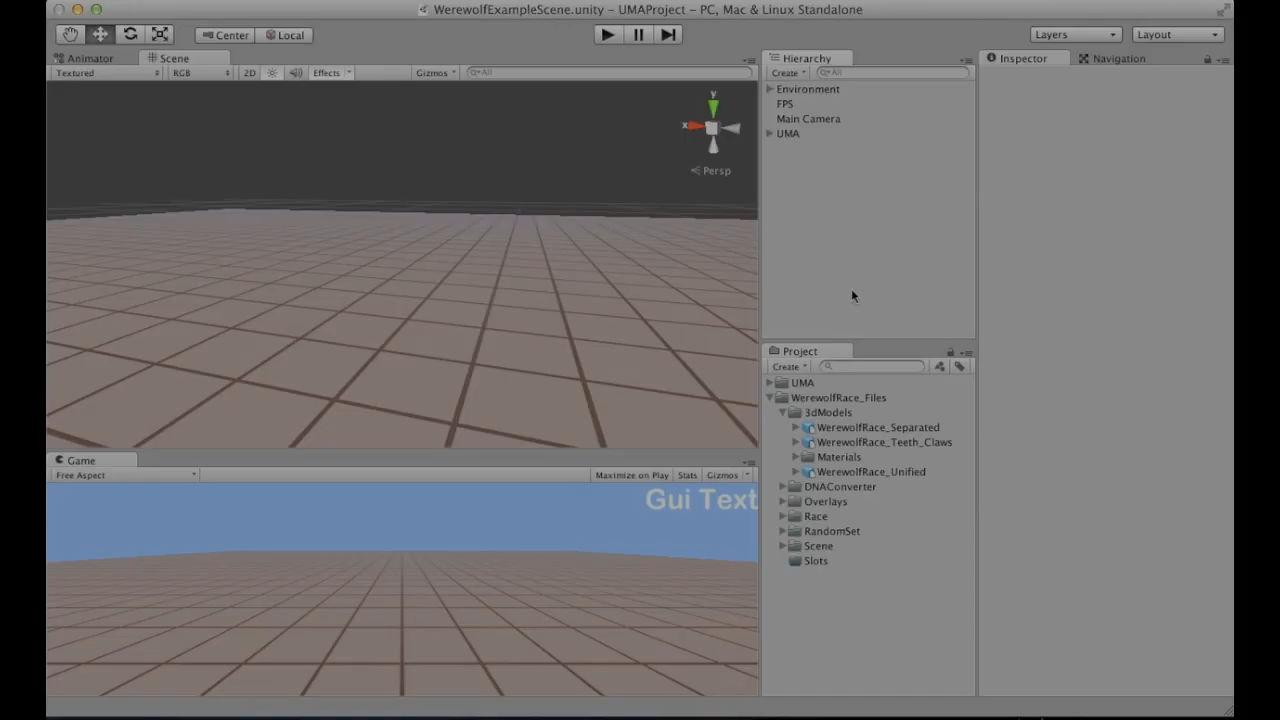 WerewolfExampleScene.unity – UMAProject – PC, Mac & Linux Standalone
Center Local Layers Layout
Animator Scene
Textured RGB 2D Effects Gizmos All
y
x
Persp
Game
Free Aspect Maximize on Play Stats Gizmos
Gui Text
Hierarchy
Create All
Environment
FPS
Main Camera
UMA
Project
Create
UMA
WerewolfRace_Files
3dModels
WerewolfRace_Separated
WerewolfRace_Teeth_Claws
Materials
WerewolfRace_Unified
DNAConverter
Overlays
Race
RandomSet
Scene
Slots
Inspector Navigation